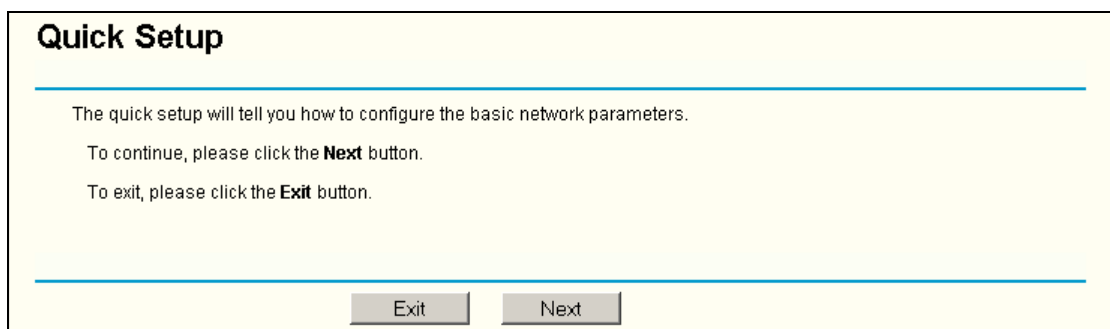 Quick Setup
The quick setup will tell you how to configure the basic network parameters.
To continue, please click the Next button.
To exit, please click the Exit button.
Exit Next